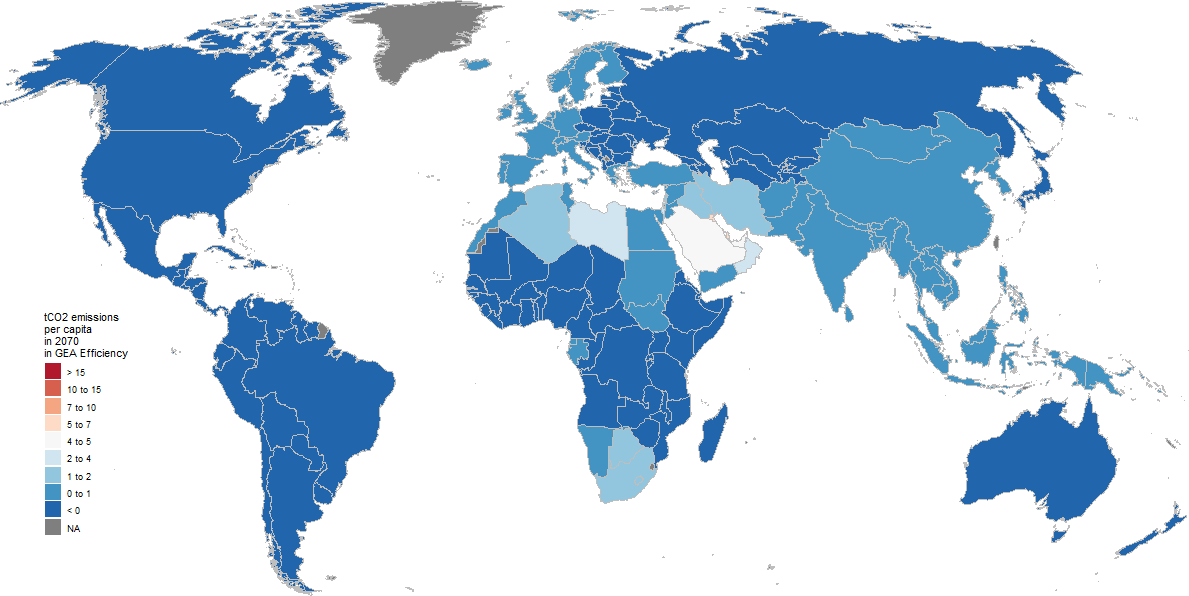 tCO2 emissions
per capita
in 2070
in GEA Efficiency
> 15
10 to 15
7 to 10
5 to 7
4 to 5
2 to 4
1 to 2
0 to 1
< 0
NA